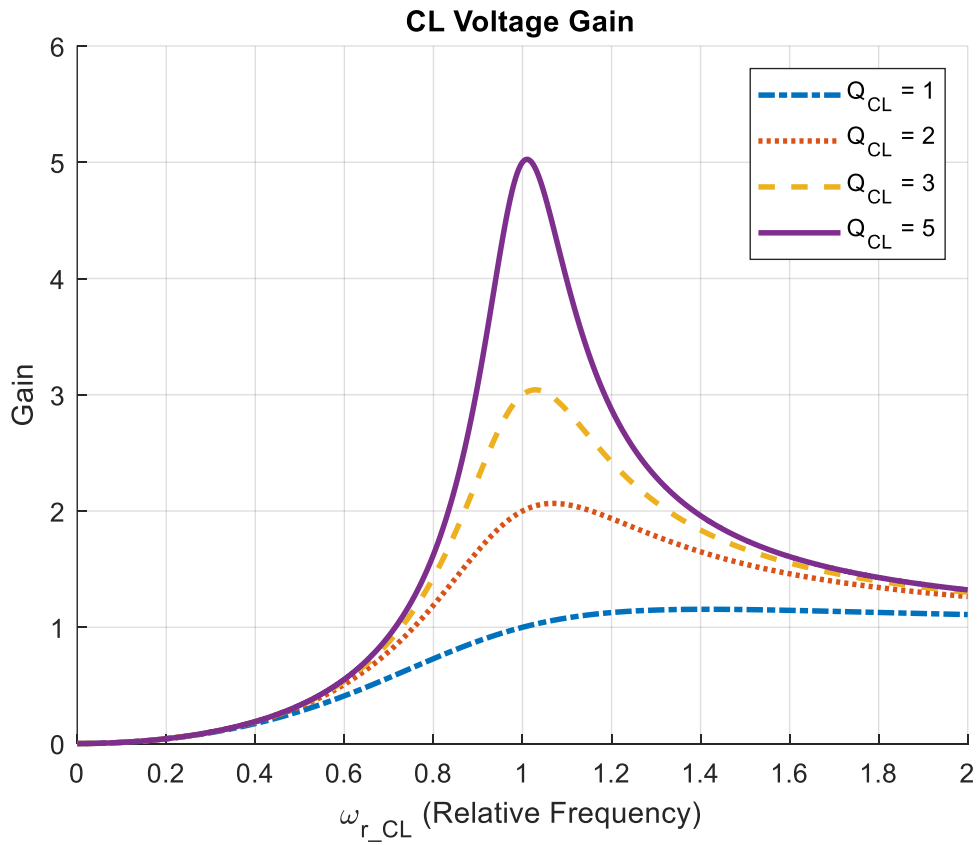 CL Voltage Gain
6
5
4
3
2
1
0
Gain
Q_CL = 1
Q_CL = 2
Q_CL = 3
Q_CL = 5
0 0.2 0.4 0.6 0.8 1 1.2 1.4 1.6 1.8 2
ω_r_CL (Relative Frequency)